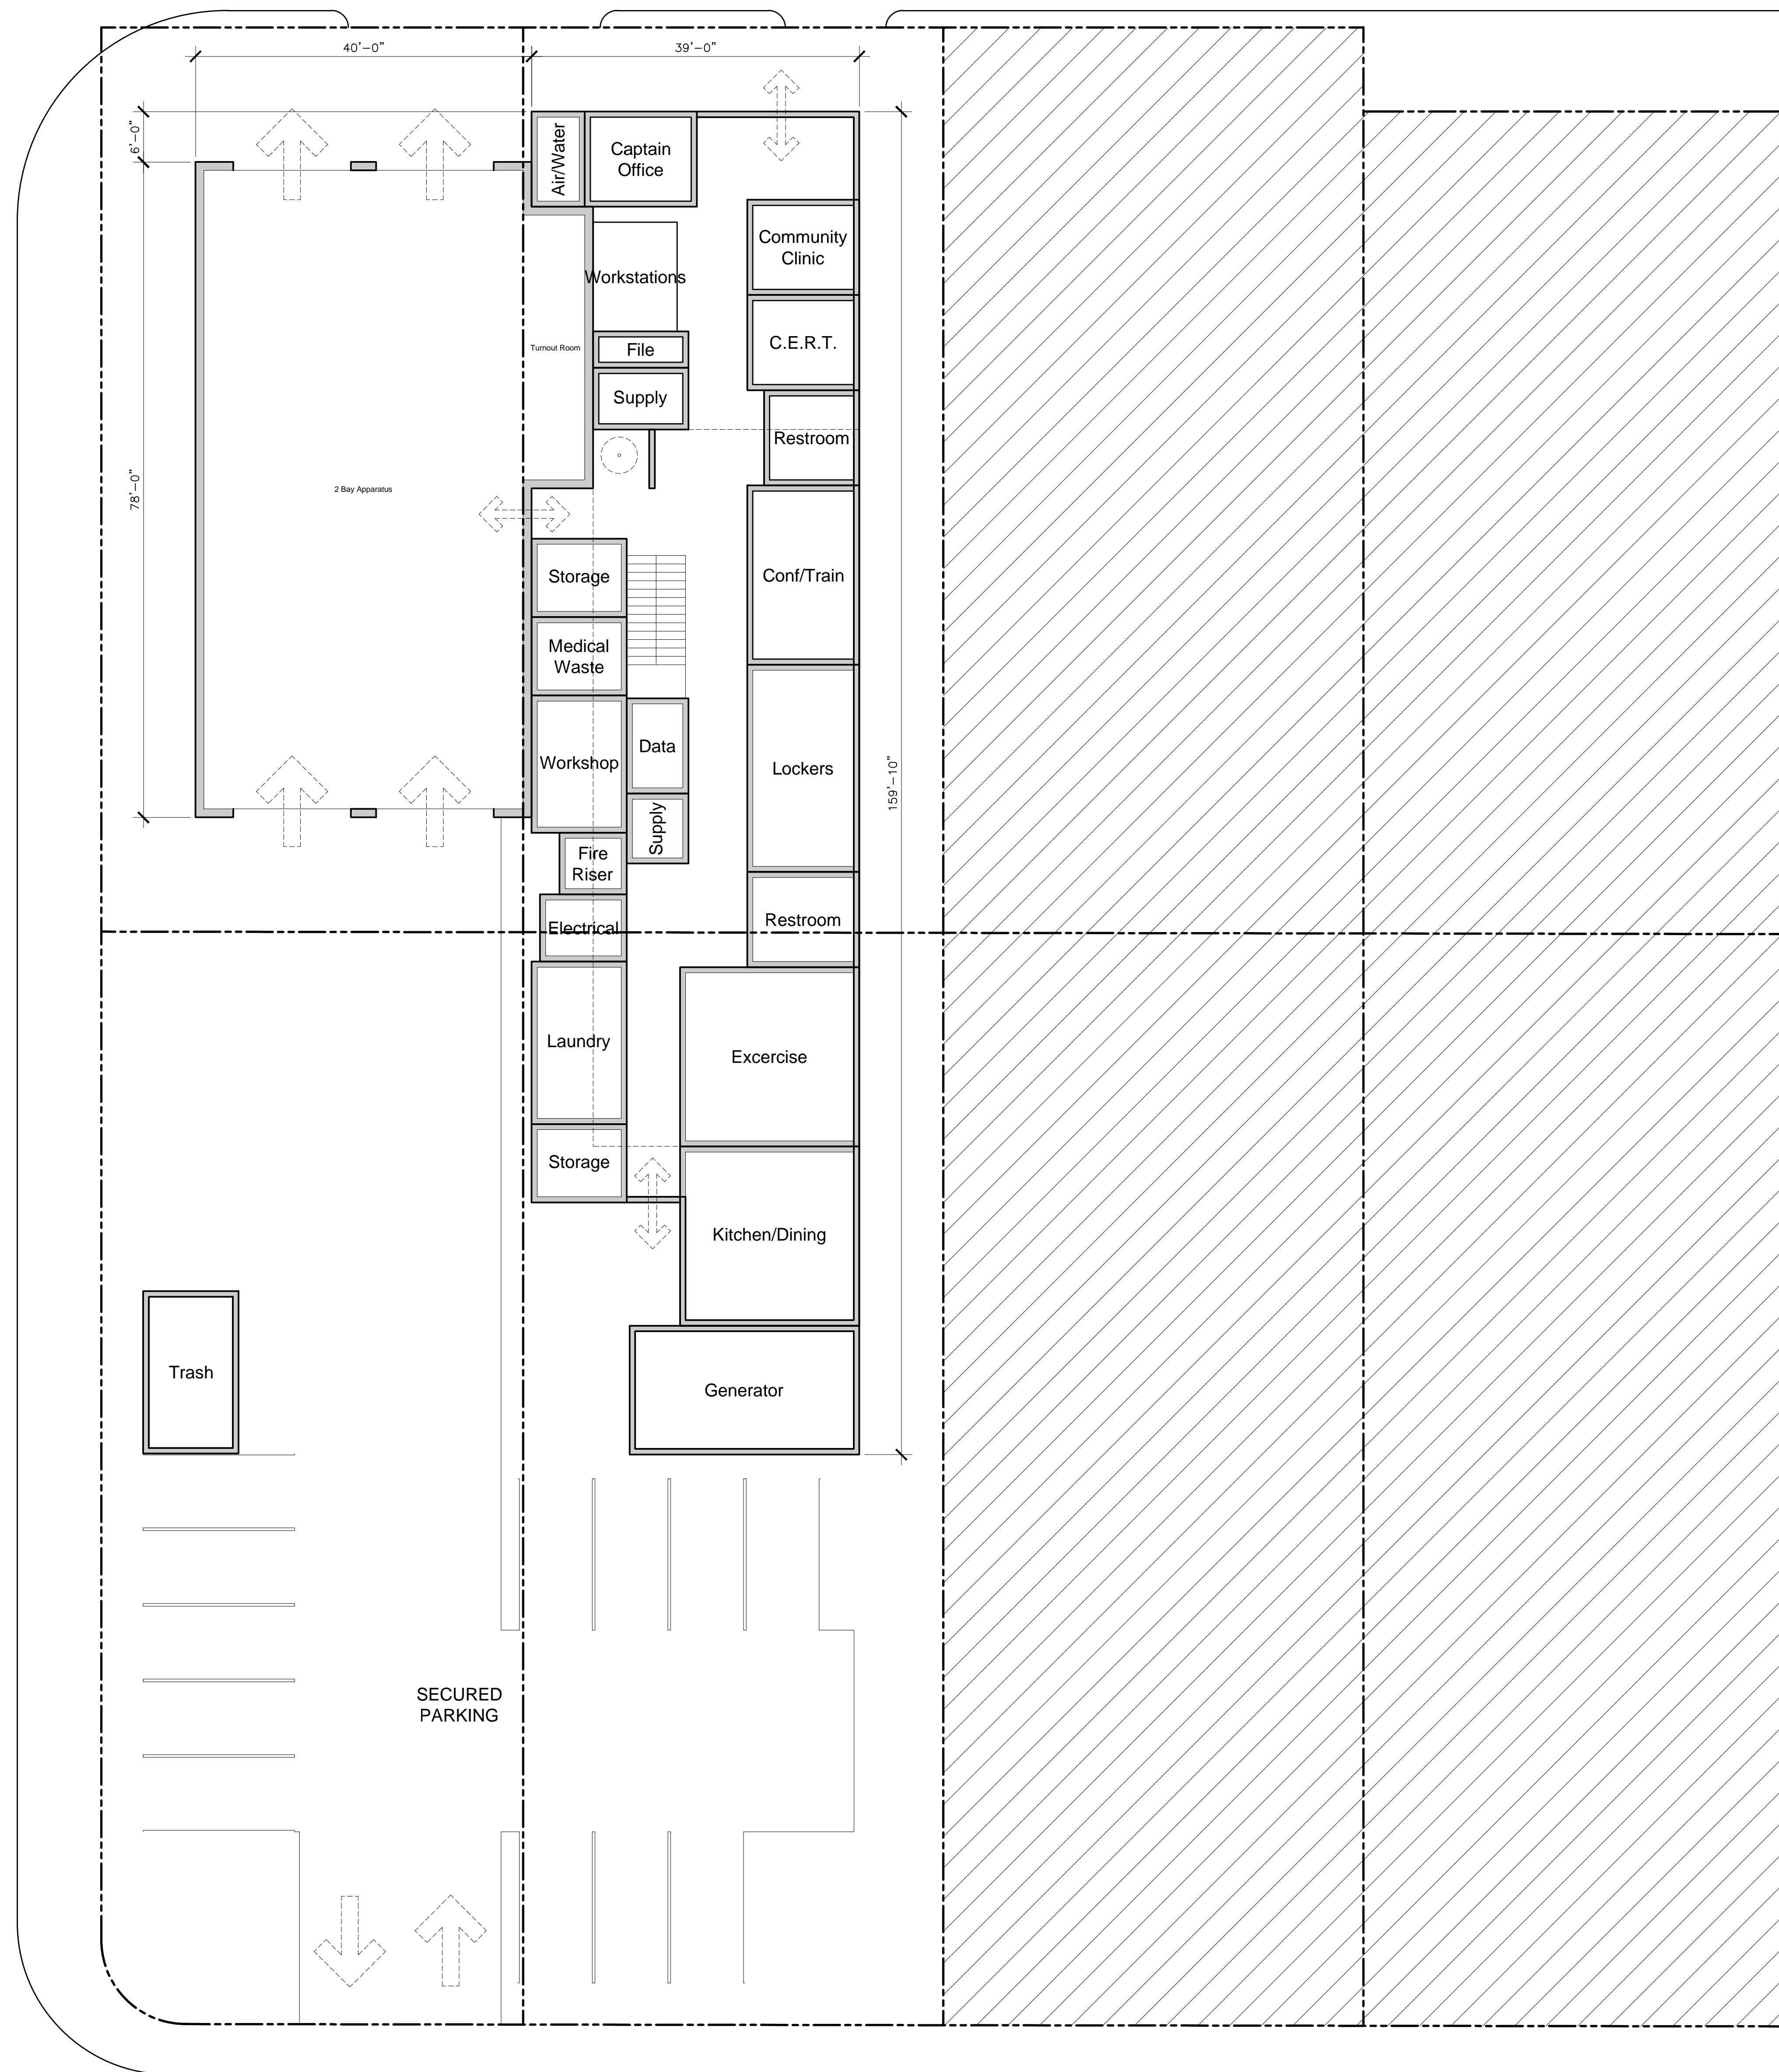 40'-0"
39'-0"
6'-0"
Air/Water
Captain
Office
Community
Clinic
Workstations
C.E.R.T.
Turnout Room
File
Supply
Restroom
2 Bay Apparatus
78'-0"
Storage
Conf/Train
Medical
Waste
Data
Workshop
Lockers
159'-10"
Supply
Fire
Riser
Electrical
Restroom
Laundry
Excercise
Storage
Kitchen/Dining
Trash
Generator
SECURED
PARKING